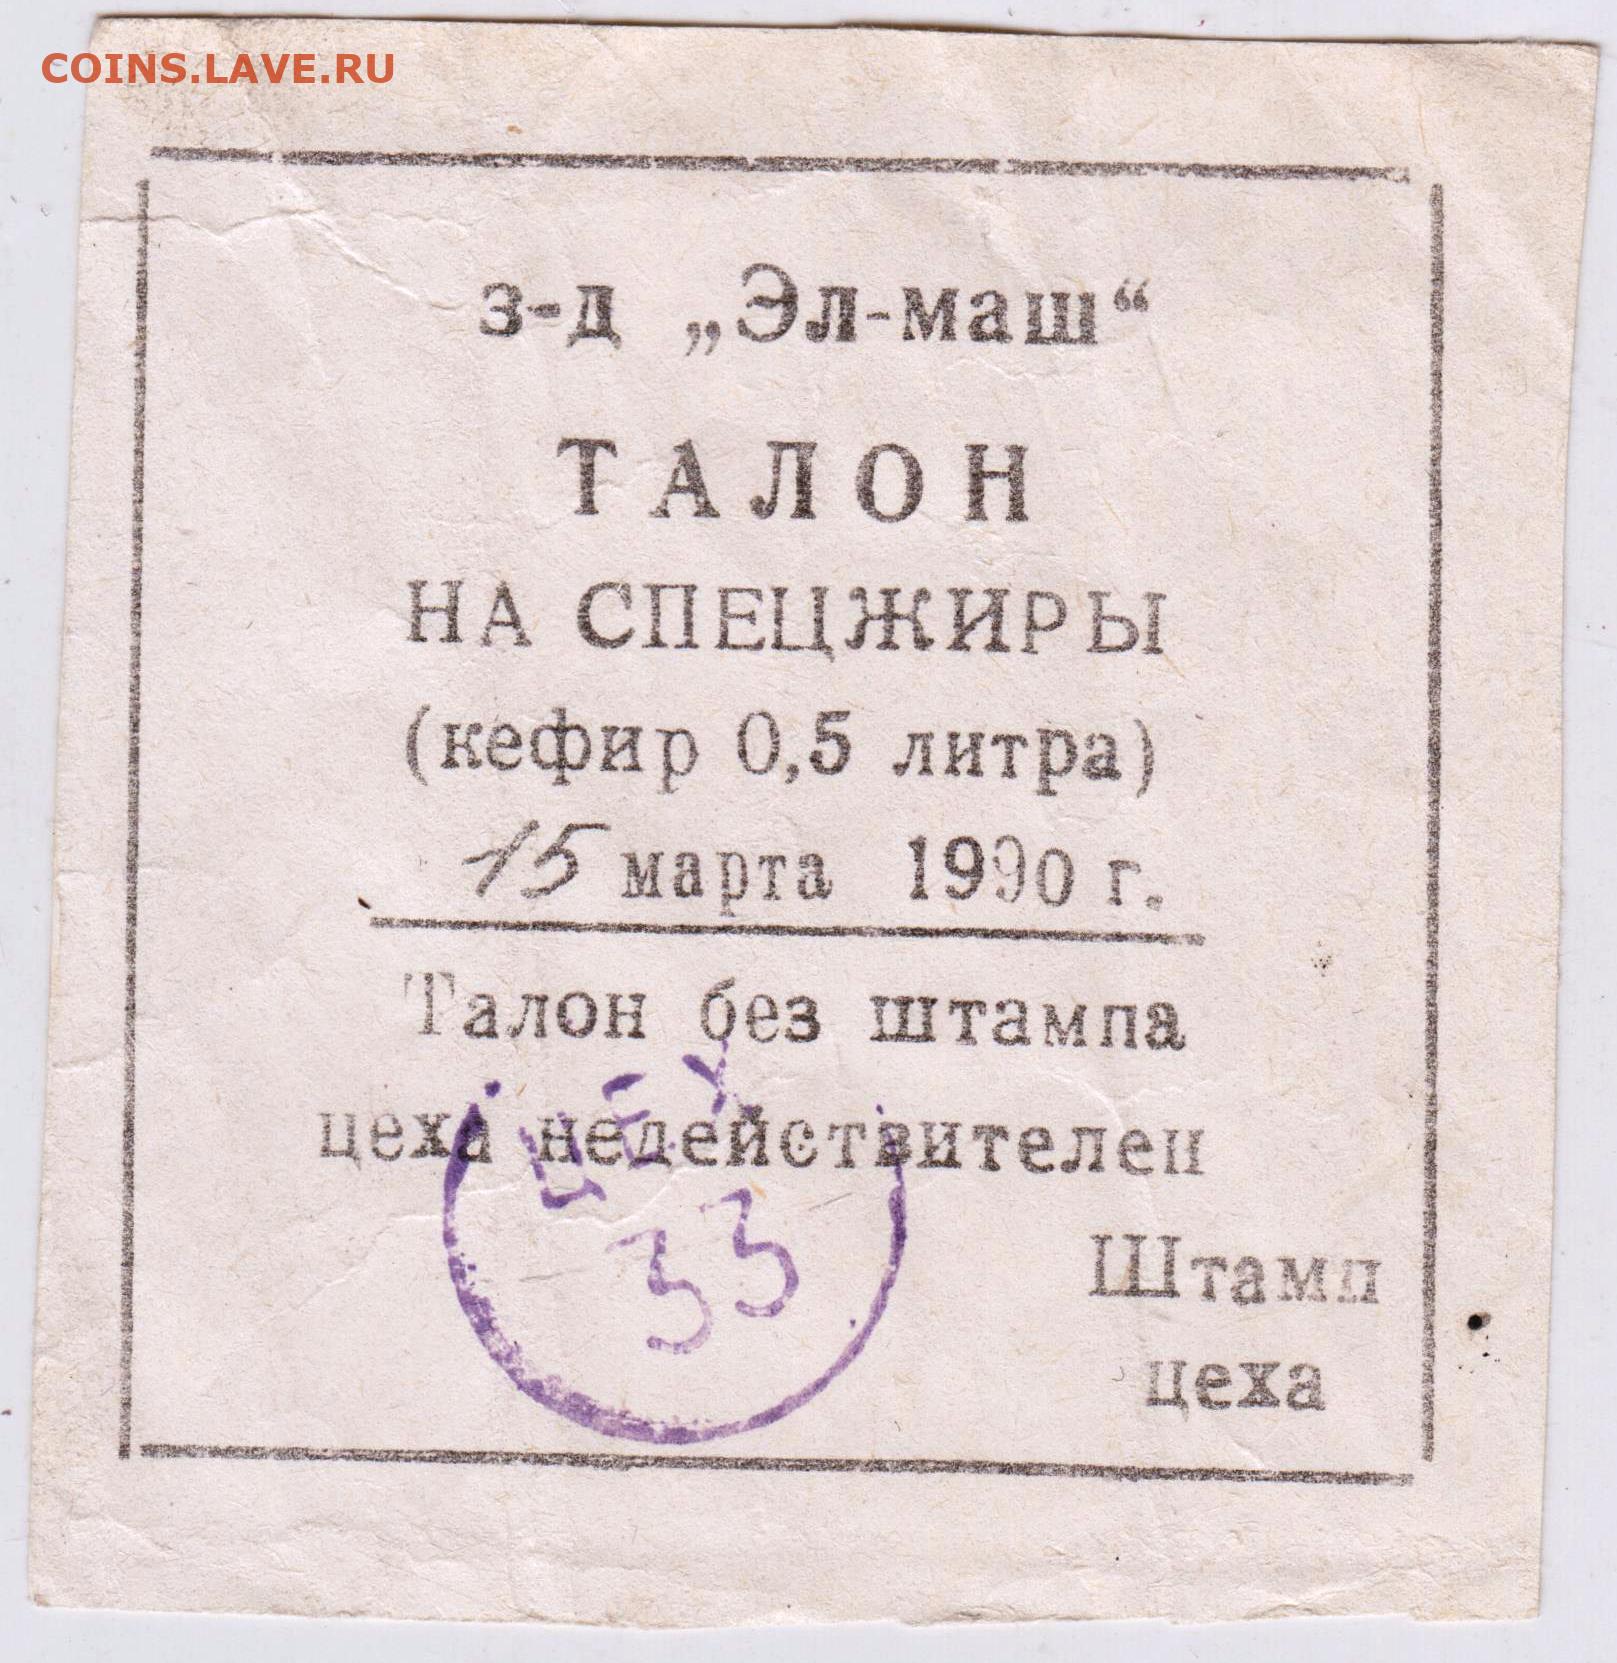 COINS.LAVE.RU
з-д „Эл-маш“
ТАЛОН
НА СПЕЦЖИРЫ
(кефир 0,5 литра)
15 марта 1990 г.
Талон без штампа
цеха недействителен
ЦЕХ
33
Штамп
цеха